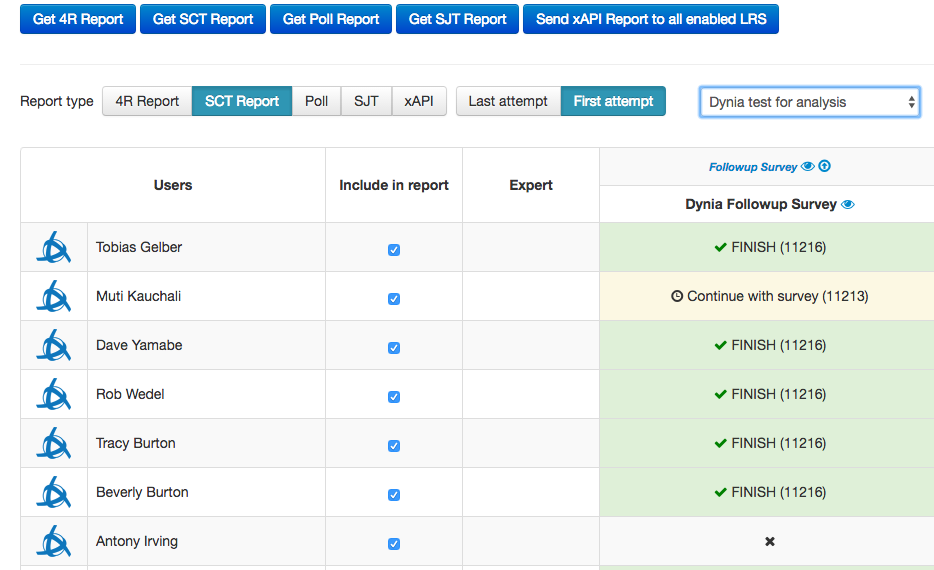 Get 4R Report Get SCT Report Get Poll Report Get SJT Report Send xAPI Report to all enabled LRS
Report type 4R Report SCT Report Poll SJT xAPI Last attempt First attempt Dynia test for analysis
Followup Survey
Users Include in report Expert
Dynia Followup Survey
Tobias Gelber FINISH (11216)
Muti Kauchali Continue with survey (11213)
Dave Yamabe FINISH (11216)
Rob Wedel FINISH (11216)
Tracy Burton FINISH (11216)
Beverly Burton FINISH (11216)
Antony Irving